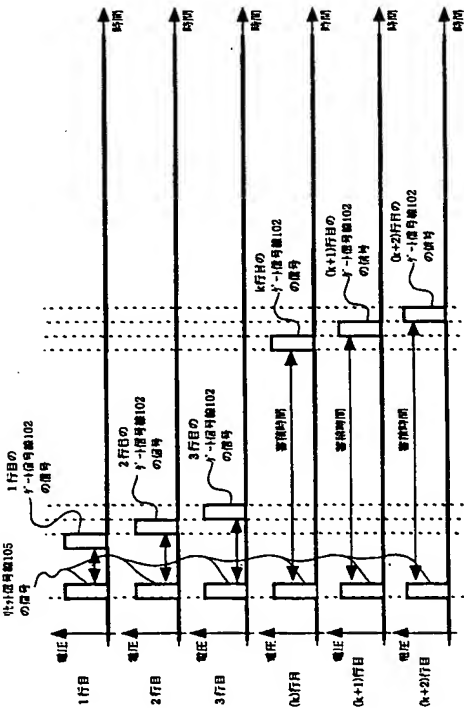 リセット信号線105
の信号
1行目の
ゲート信号線102
の信号
電圧
1行目
時間
2行目の
ゲート信号線102
の信号
電圧
2行目
時間
3行目の
ゲート信号線102
の信号
電圧
3行目
時間
k行目の
ゲート信号線102
の信号
電圧
蓄積時間
(k)行目
時間
(k+1)行目の
ゲート信号線102
の信号
電圧
蓄積時間
(k+1)行目
時間
(k+2)行目の
ゲート信号線102
の信号
電圧
蓄積時間
(k+2)行目
時間